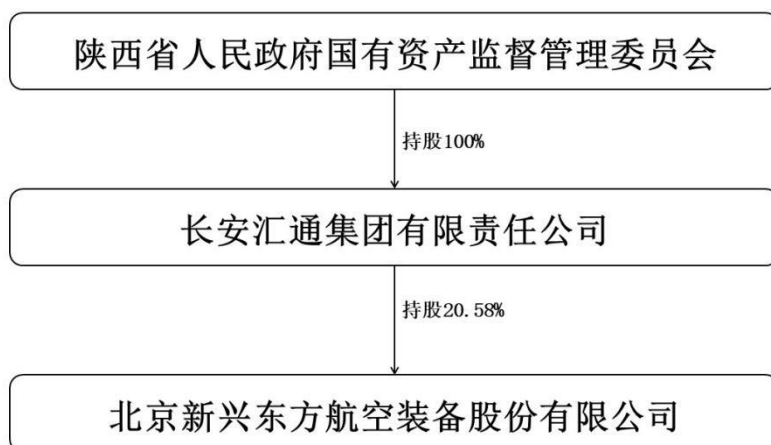 陕西省人民政府国有资产监督管理委员会
持股100%
长安汇通集团有限责任公司
持股20.58%
北京新兴东方航空装备股份有限公司